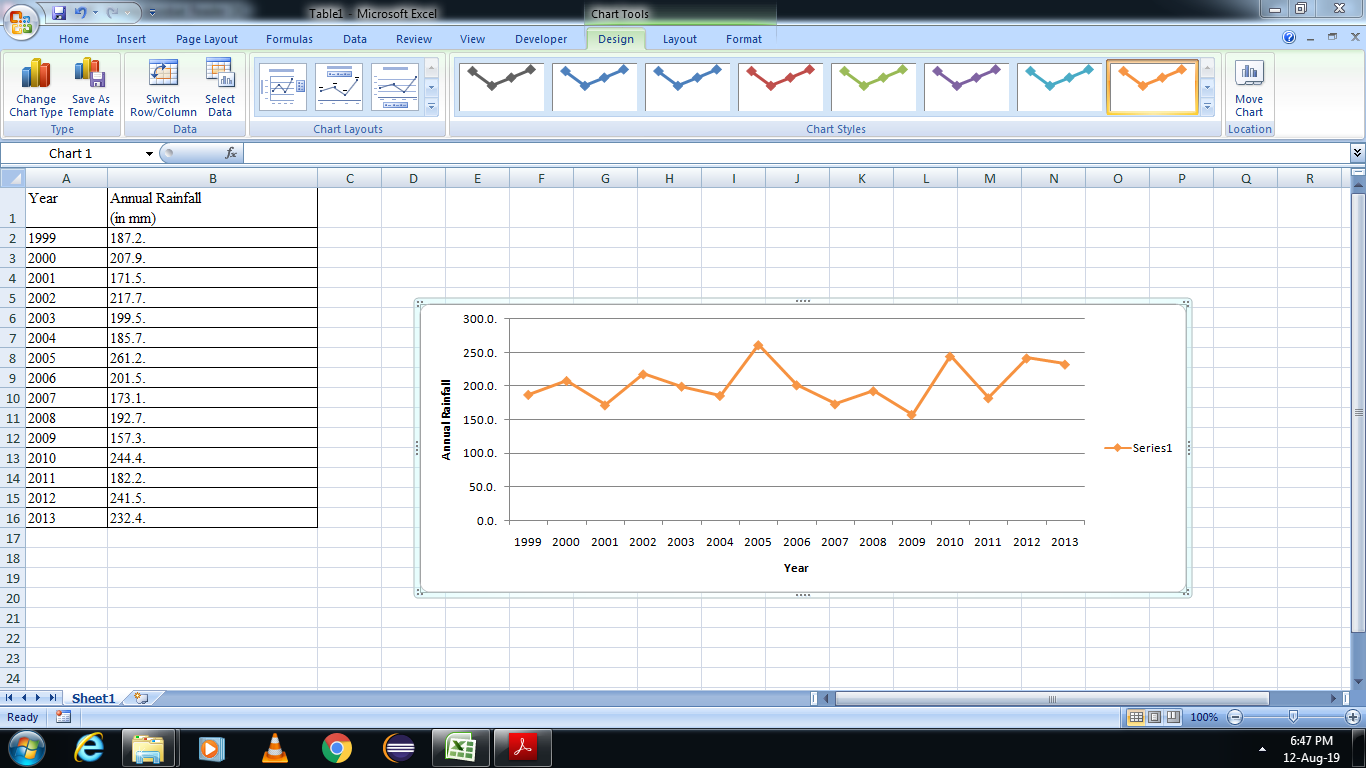 Table1 - Microsoft Excel
Chart Tools
Home Insert Page Layout Formulas Data Review View Developer Design Layout Format
Change Chart Type
Save As Template
Switch Row/Column
Select Data
Move Chart
Type Data Chart Layouts Chart Styles Location
Chart 1 fx
A B C D E F G H I J K L M N O P Q R
Year Annual Rainfall
1 (in mm)
2 1999 187.2.
3 2000 207.9.
4 2001 171.5.
5 2002 217.7.
6 2003 199.5.
7 2004 185.7.
8 2005 261.2.
9 2006 201.5.
10 2007 173.1.
11 2008 192.7.
12 2009 157.3.
13 2010 244.4.
14 2011 182.2.
15 2012 241.5.
16 2013 232.4.
17
18
19
20
21
22
23
24
300.0.
250.0.
200.0.
150.0.
100.0.
50.0.
0.0.
Annual Rainfall
1999 2000 2001 2002 2003 2004 2005 2006 2007 2008 2009 2010 2011 2012 2013
Year
Series1
Sheet1
Ready 100%
6:47 PM
12-Aug-19